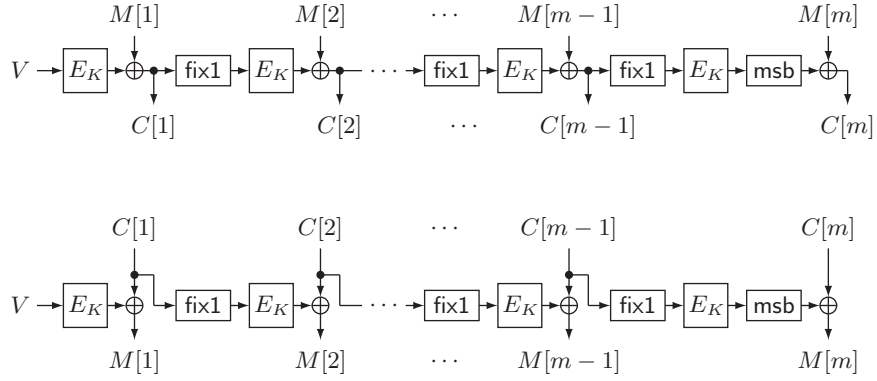 M[1] M[2] ··· M[m − 1] M[m]
V E_K fix1 E_K ··· fix1 E_K fix1 E_K msb
C[1] C[2] ··· C[m − 1] C[m]
C[1] C[2] ··· C[m − 1] C[m]
V E_K fix1 E_K ··· fix1 E_K fix1 E_K msb
M[1] M[2] ··· M[m − 1] M[m]